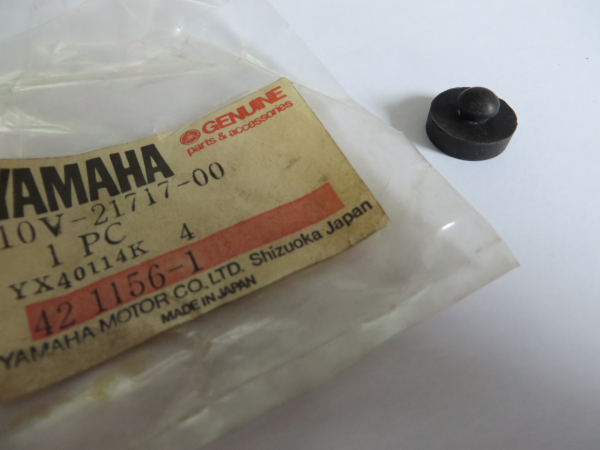 GENUINE
parts & accessories
YAMAHA
10V-21717-00
1 PC
YX40114K 4
42 1156-1
YAMAHA MOTOR CO., LTD. Shizuoka Japan
MADE IN JAPAN